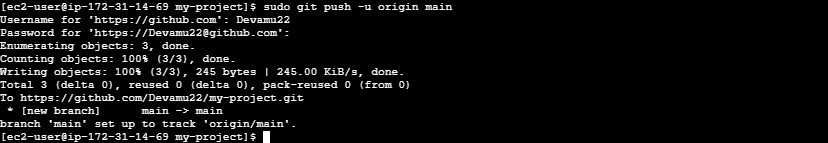 [ec2-user@ip-172-31-14-69 my-project]$ sudo git push -u origin main
Username for 'https://github.com': Devamu22
Password for 'https://Devamu22@github.com':
Enumerating objects: 3, done.
Counting objects: 100% (3/3), done.
Writing objects: 100% (3/3), 245 bytes | 245.00 KiB/s, done.
Total 3 (delta 0), reused 0 (delta 0), pack-reused 0 (from 0)
To https://github.com/Devamu22/my-project.git
 * [new branch]      main -> main
branch 'main' set up to track 'origin/main'.
[ec2-user@ip-172-31-14-69 my-project]$